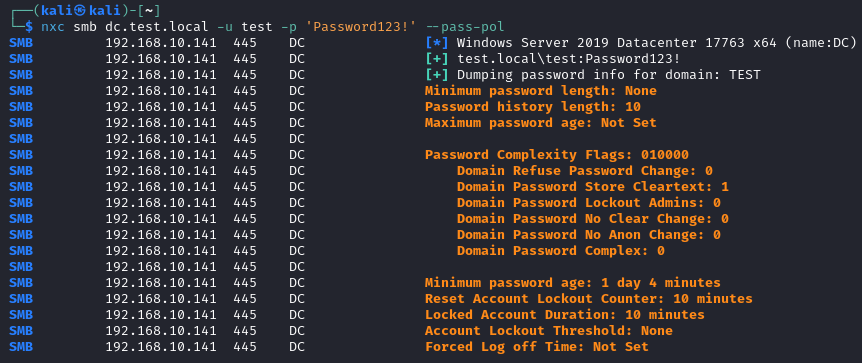 ┌──(kali㉿kali)-[~]
└─$ nxc smb dc.test.local -u test -p 'Password123!' --pass-pol
SMB 192.168.10.141 445 DC [*] Windows Server 2019 Datacenter 17763 x64 (name:DC)
SMB 192.168.10.141 445 DC [+] test.local\test:Password123!
SMB 192.168.10.141 445 DC [+] Dumping password info for domain: TEST
SMB 192.168.10.141 445 DC Minimum password length: None
SMB 192.168.10.141 445 DC Password history length: 10
SMB 192.168.10.141 445 DC Maximum password age: Not Set
SMB 192.168.10.141 445 DC
SMB 192.168.10.141 445 DC Password Complexity Flags: 010000
SMB 192.168.10.141 445 DC Domain Refuse Password Change: 0
SMB 192.168.10.141 445 DC Domain Password Store Cleartext: 1
SMB 192.168.10.141 445 DC Domain Password Lockout Admins: 0
SMB 192.168.10.141 445 DC Domain Password No Clear Change: 0
SMB 192.168.10.141 445 DC Domain Password No Anon Change: 0
SMB 192.168.10.141 445 DC Domain Password Complex: 0
SMB 192.168.10.141 445 DC
SMB 192.168.10.141 445 DC Minimum password age: 1 day 4 minutes
SMB 192.168.10.141 445 DC Reset Account Lockout Counter: 10 minutes
SMB 192.168.10.141 445 DC Locked Account Duration: 10 minutes
SMB 192.168.10.141 445 DC Account Lockout Threshold: None
SMB 192.168.10.141 445 DC Forced Log off Time: Not Set